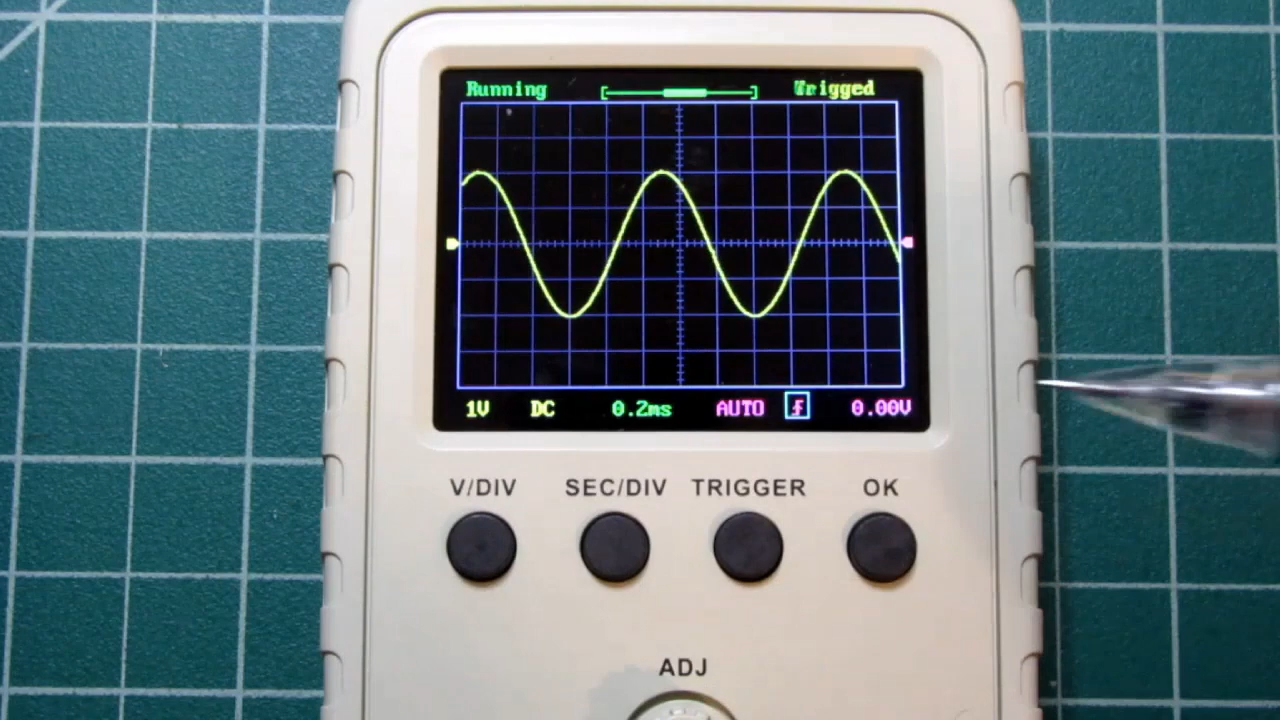 Running Trigged
1V DC 0.2ms AUTO 0.00V
V/DIV SEC/DIV TRIGGER OK
ADJ